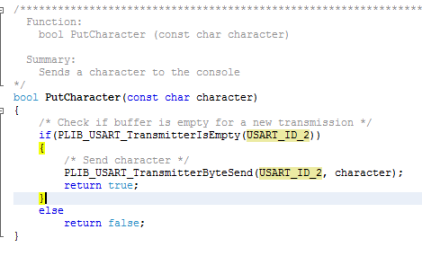 /*******************************************************************
Function:
bool PutCharacter (const char character)
Summary:
Sends a character to the console
*/
bool PutCharacter(const char character)
{
/* Check if buffer is empty for a new transmission */
if(PLIB_USART_TransmitterIsEmpty(USART_ID_2))
{
/* Send character */
PLIB_USART_TransmitterByteSend(USART_ID_2, character);
return true;
}
else
return false;
}